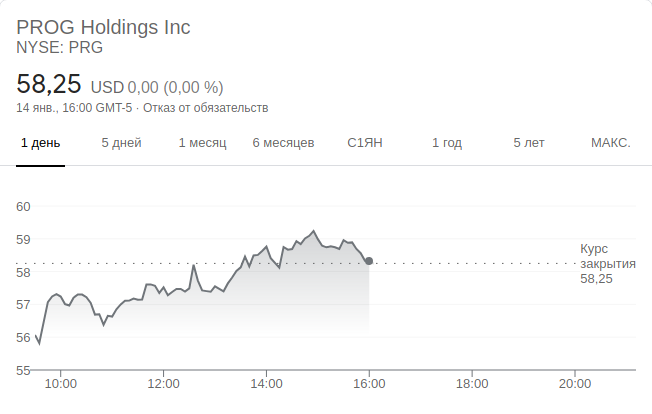 PROG Holdings Inc
NYSE: PRG
58,25 USD 0,00 (0,00 %)
14 янв., 16:00 GMT-5 · Отказ от обязательств
1 день 5 дней 1 месяц 6 месяцев С1ЯН 1 год 5 лет МАКС.
60
59
58
57
56
55
Курс
закрытия
58,25
10:00 12:00 14:00 16:00 18:00 20:00